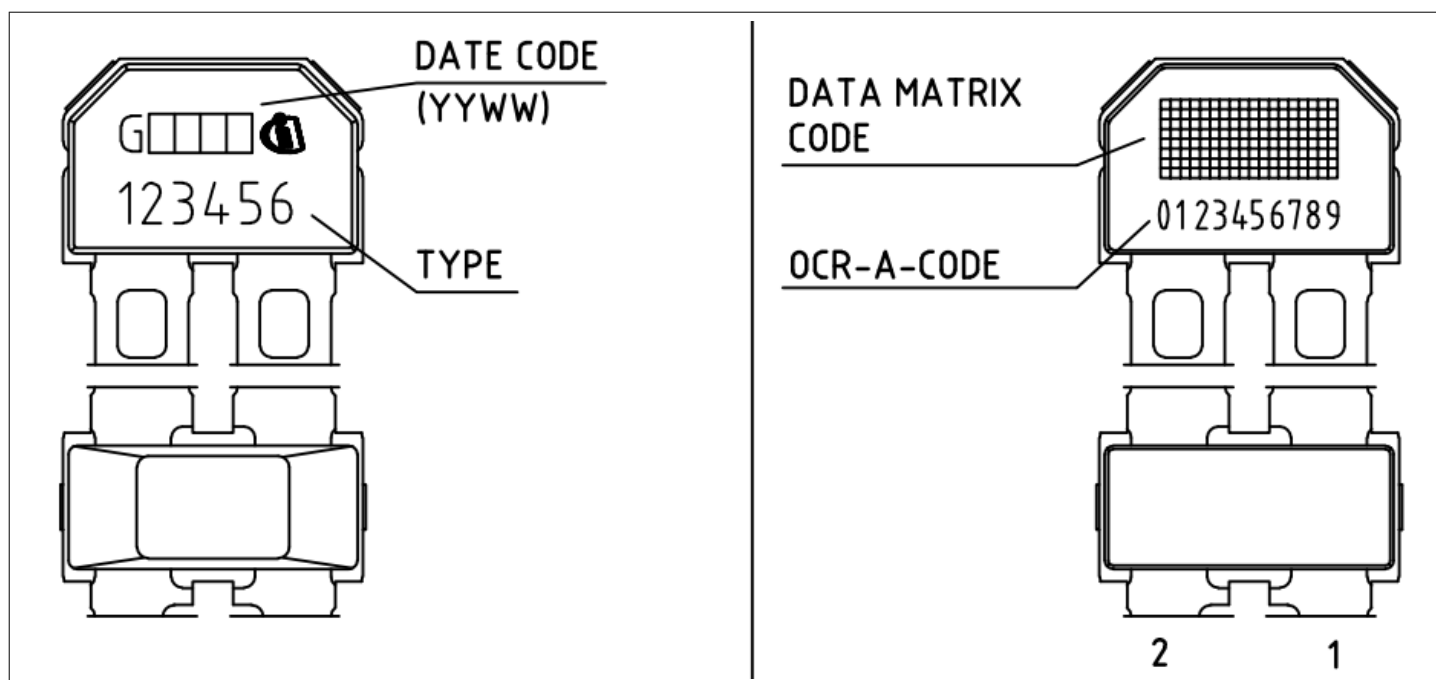 DATE CODE
(YYWW)
G
123456
TYPE
DATA MATRIX
CODE
0123456789
OCR-A-CODE
2 1